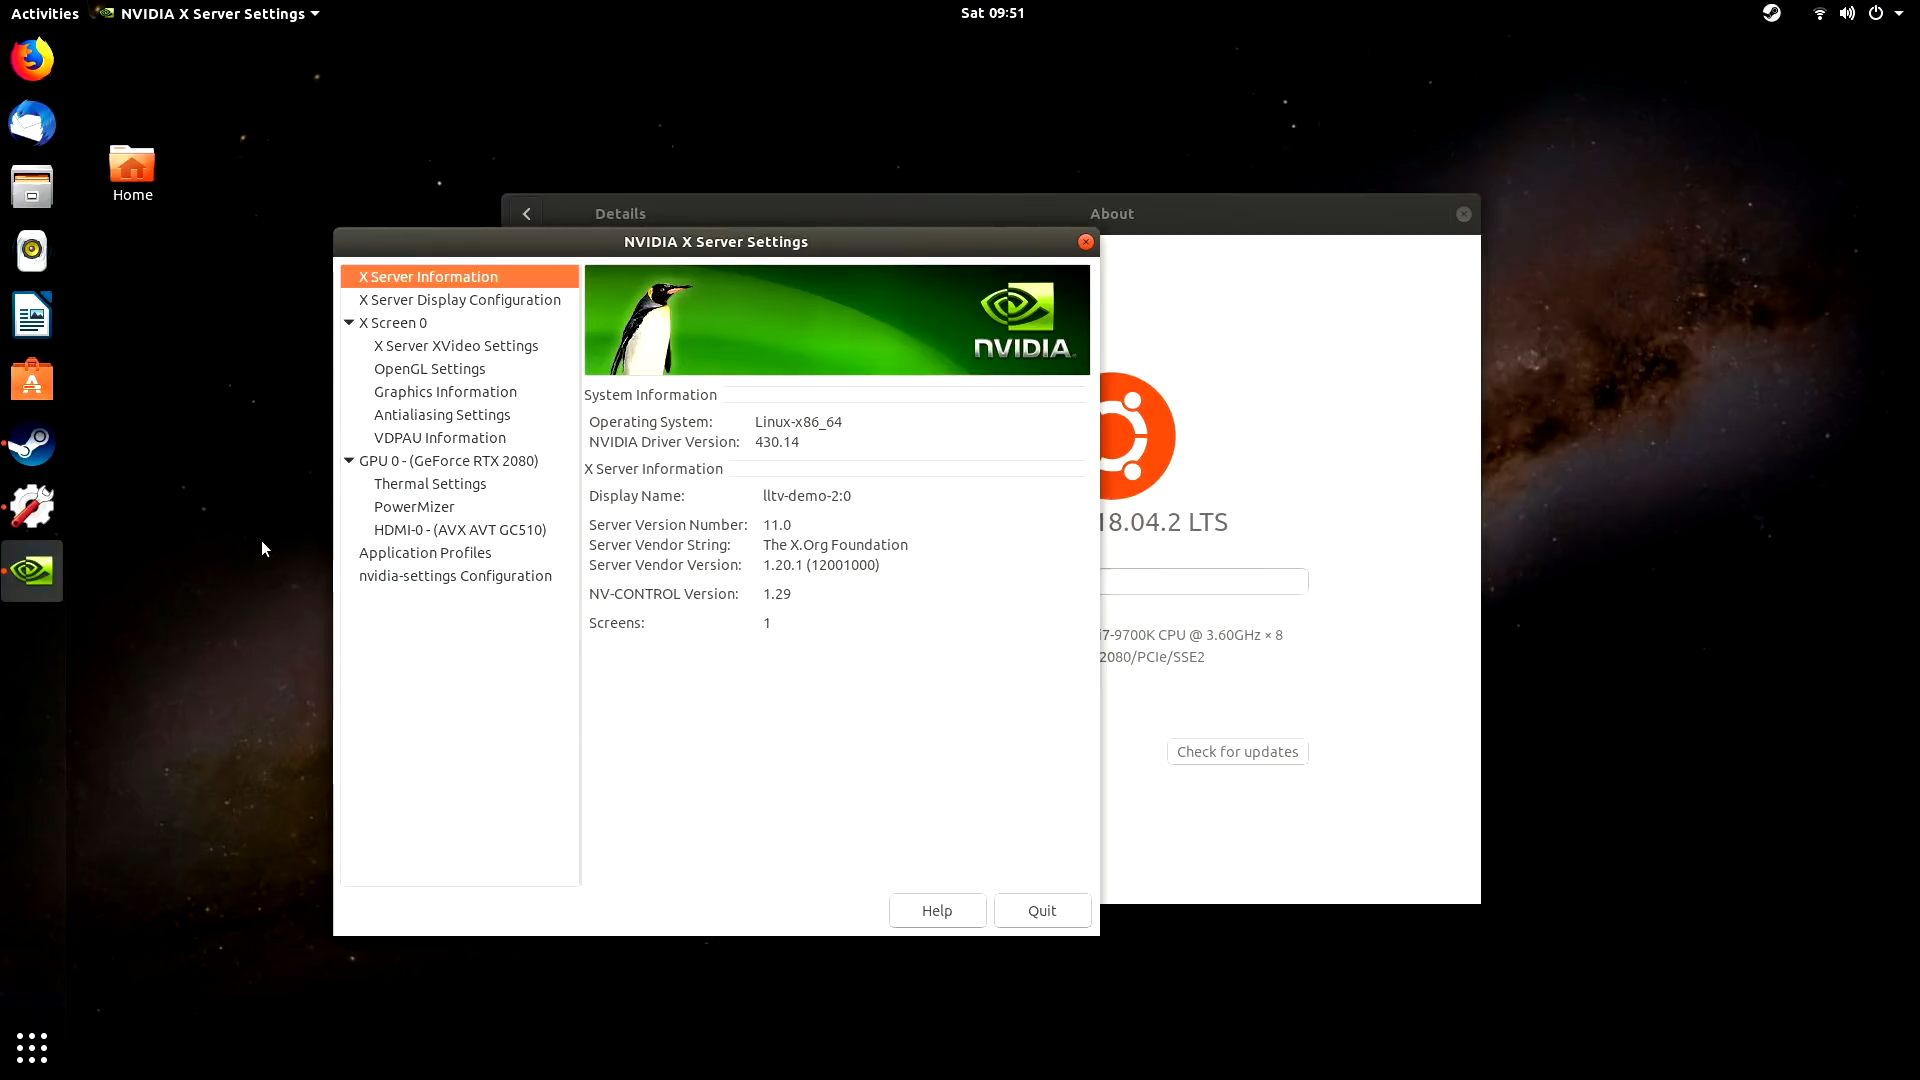 Activities
NVIDIA X Server Settings
Sat 09:51
Home
Details
About
NVIDIA X Server Settings
X Server Information
X Server Display Configuration
X Screen 0
X Server XVideo Settings
OpenGL Settings
Graphics Information
Antialiasing Settings
VDPAU Information
GPU 0 - (GeForce RTX 2080)
Thermal Settings
PowerMizer
HDMI-0 - (AVX AVT GC510)
Application Profiles
nvidia-settings Configuration
NVIDIA
System Information
Operating System: Linux-x86_64
NVIDIA Driver Version: 430.14
X Server Information
Display Name: lltv-demo-2:0
Server Version Number: 11.0
Server Vendor String: The X.Org Foundation
Server Vendor Version: 1.20.1 (12001000)
NV-CONTROL Version: 1.29
Screens: 1
Help
Quit
18.04.2 LTS
i7-9700K CPU @ 3.60GHz × 8
2080/PCIe/SSE2
Check for updates